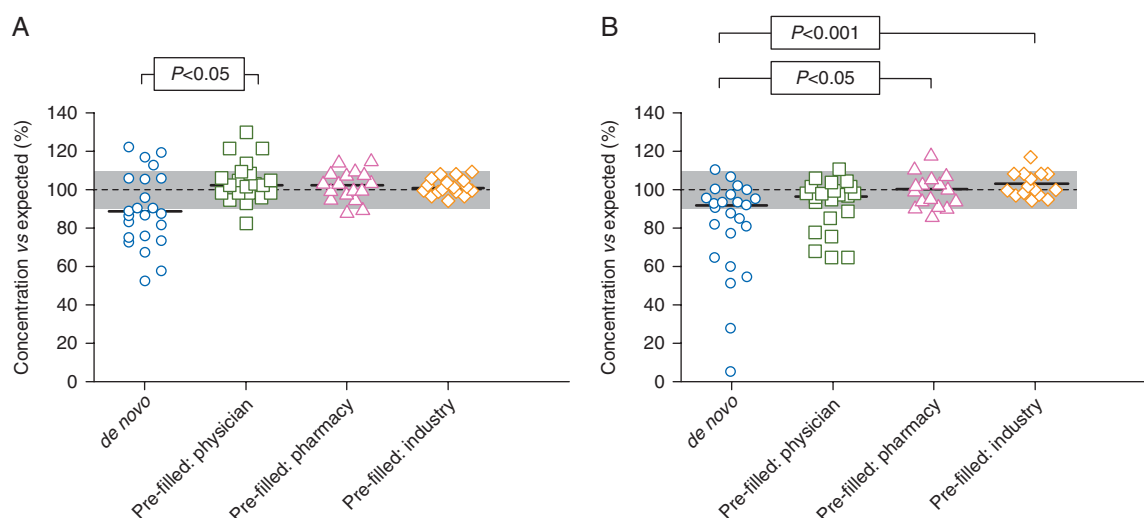 A
P<0.05
Concentration vs expected (%)
140
120
100
80
60
40
20
0
de novo
Pre-filled: physician
Pre-filled: pharmacy
Pre-filled: industry
B
P<0.001
P<0.05
Concentration vs expected (%)
140
120
100
80
60
40
20
0
de novo
Pre-filled: physician
Pre-filled: pharmacy
Pre-filled: industry